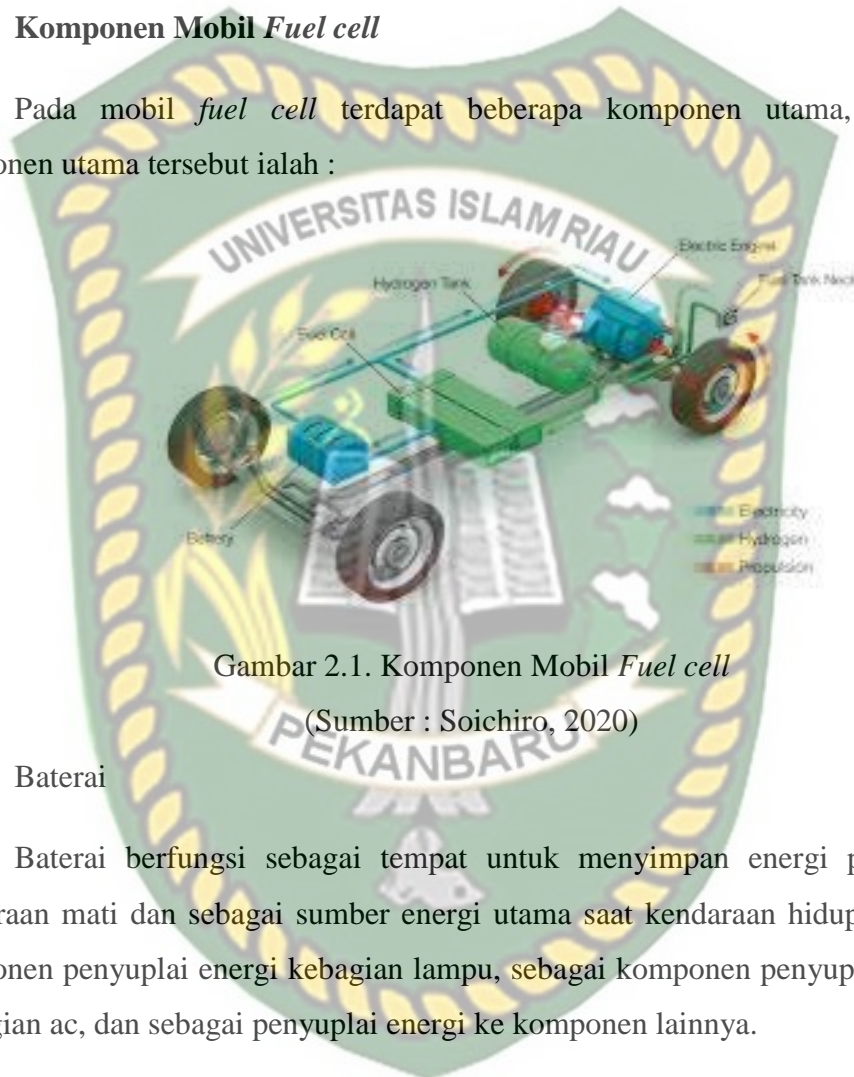 Komponen Mobil Fuel cell
Pada mobil fuel cell terdapat beberapa komponen utama,
onen utama tersebut ialah :
UNIVERSITAS ISLAM RIAU
Electric Engine
Hydrogen Tank
Fuel Tank Neck
Fuel Cell
Battery
Electricity
Hydrogen
Propulsion
Gambar 2.1. Komponen Mobil Fuel cell
(Sumber : Soichiro, 2020)
PEKANBARU
Baterai
Baterai berfungsi sebagai tempat untuk menyimpan energi p
raan mati dan sebagai sumber energi utama saat kendaraan hidup
onen penyuplai energi kebagian lampu, sebagai komponen penyup
gian ac, dan sebagai penyuplai energi ke komponen lainnya.